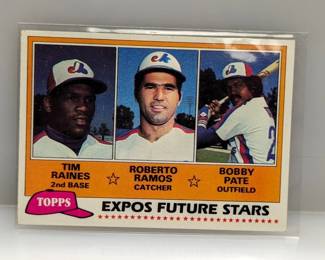 TIM
RAINES
2nd BASE
ROBERTO
RAMOS
CATCHER
BOBBY
PATE
OUTFIELD
TOPPS
EXPOS FUTURE STARS